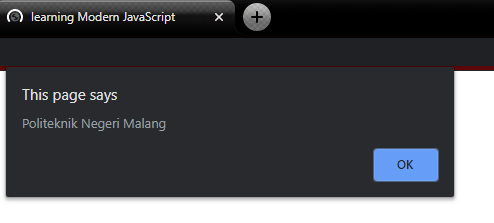 learning Modern JavaScript
This page says
Politeknik Negeri Malang
OK